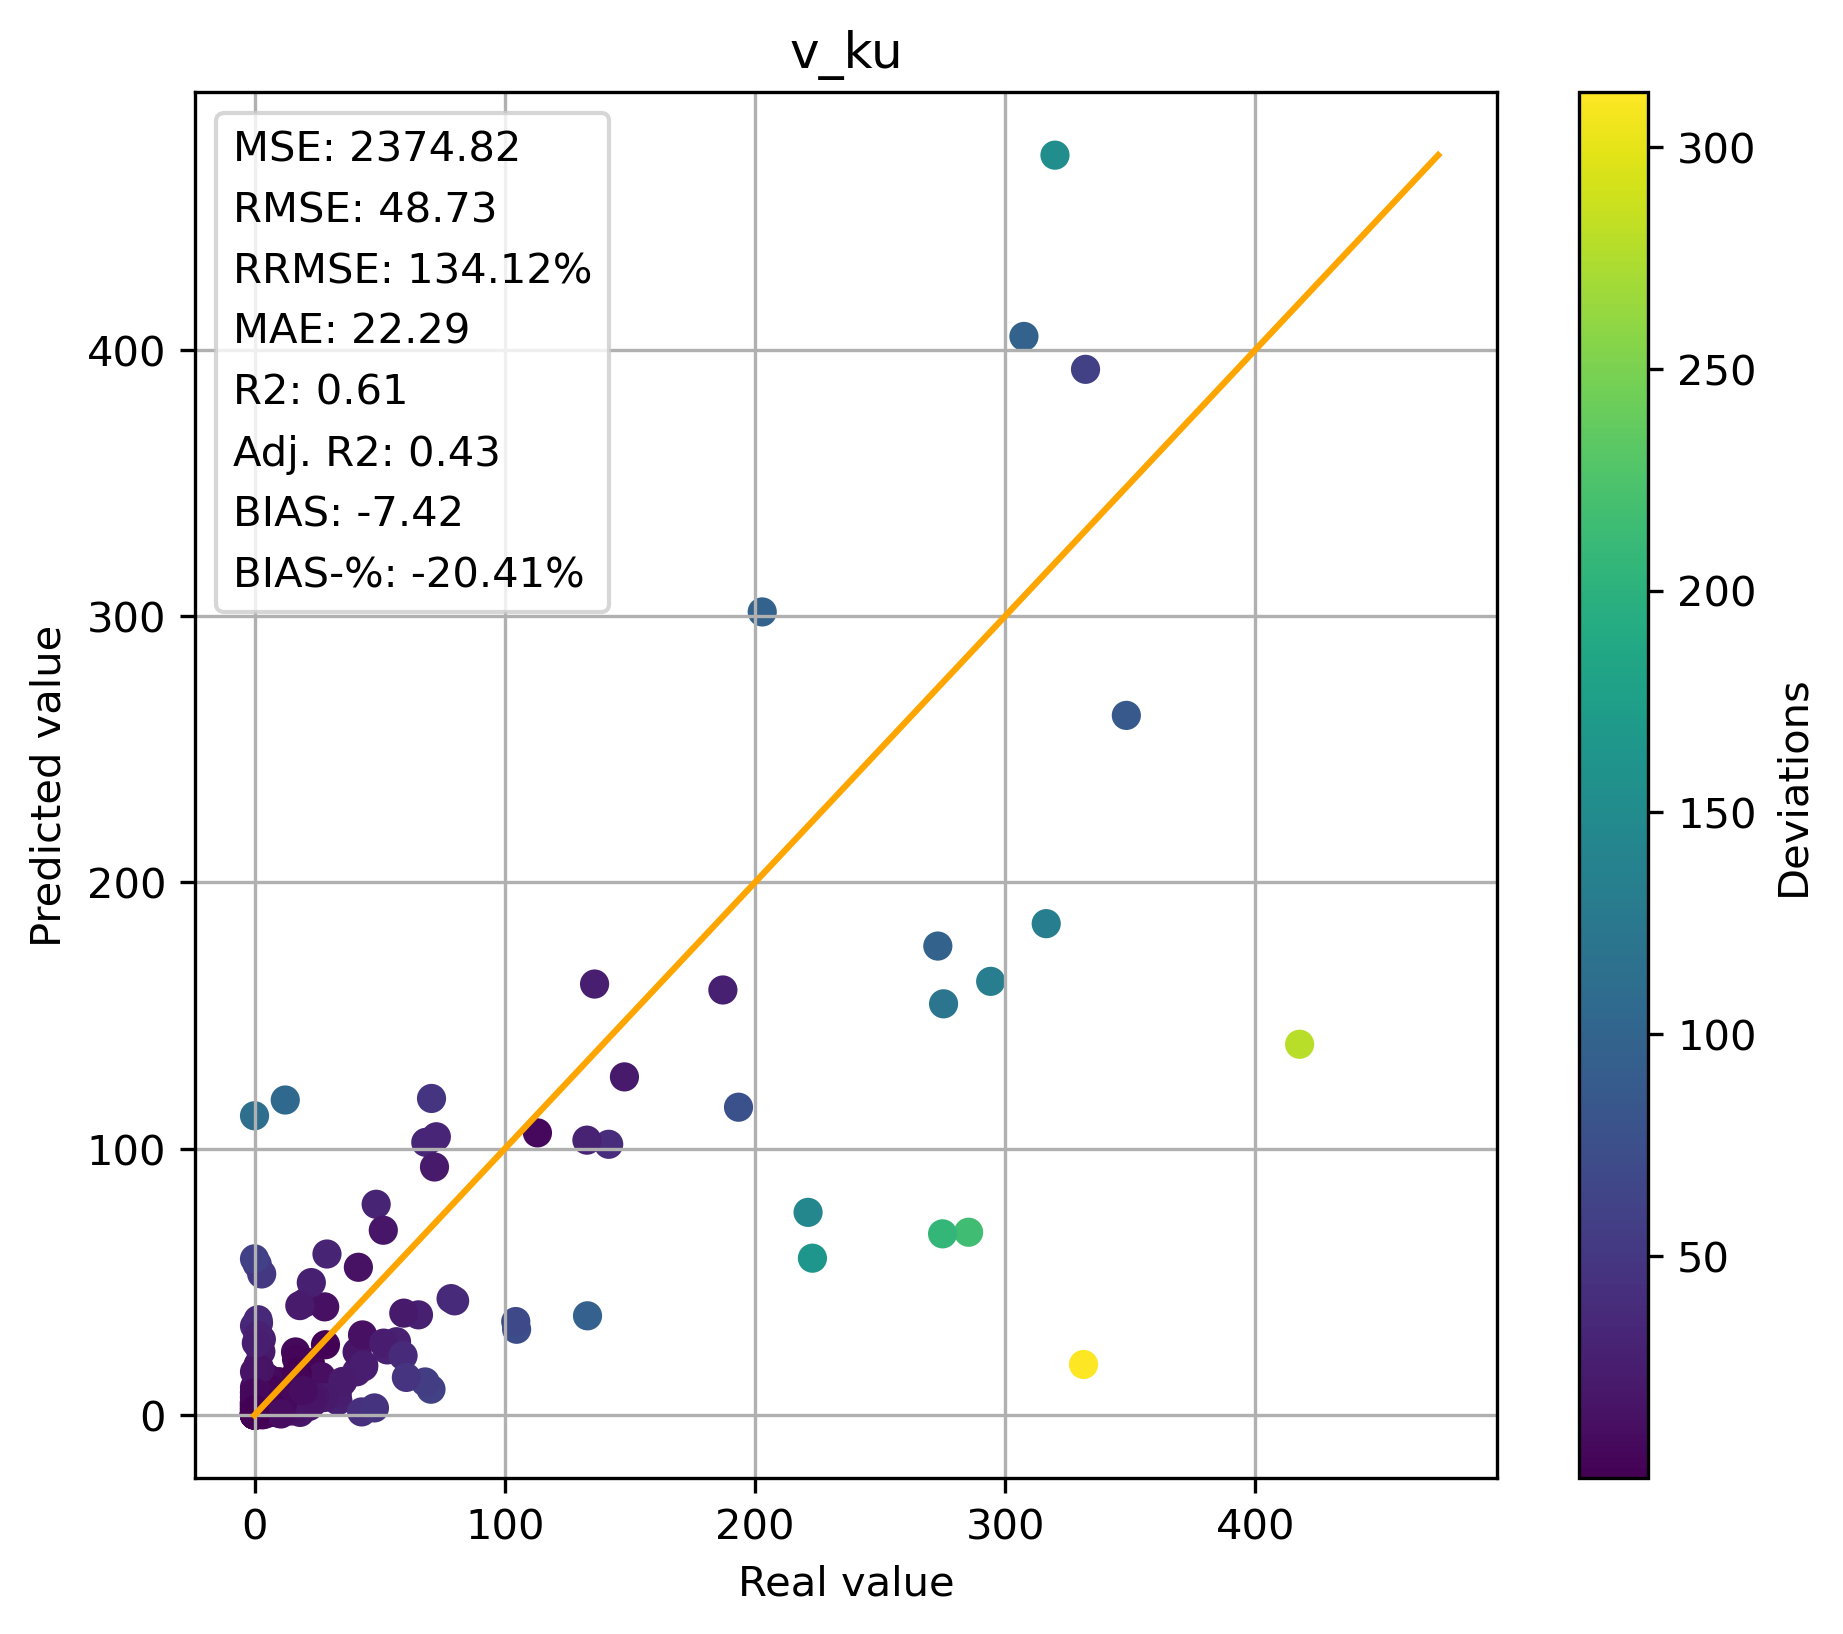 v_ku
MSE: 2374.82
RMSE: 48.73
RRMSE: 134.12%
MAE: 22.29
R2: 0.61
Adj. R2: 0.43
BIAS: -7.42
BIAS-%: -20.41%
Predicted value
400
300
200
100
0
0
100
200
300
400
Real value
300
250
200
150
100
50
Deviations